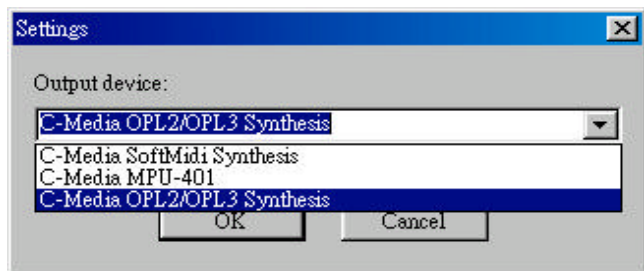 Settings
Output device:
C-Media OPL2/OPL3 Synthesis
C-Media SoftMidi Synthesis
C-Media MPU-401
C-Media OPL2/OPL3 Synthesis
OK Cancel